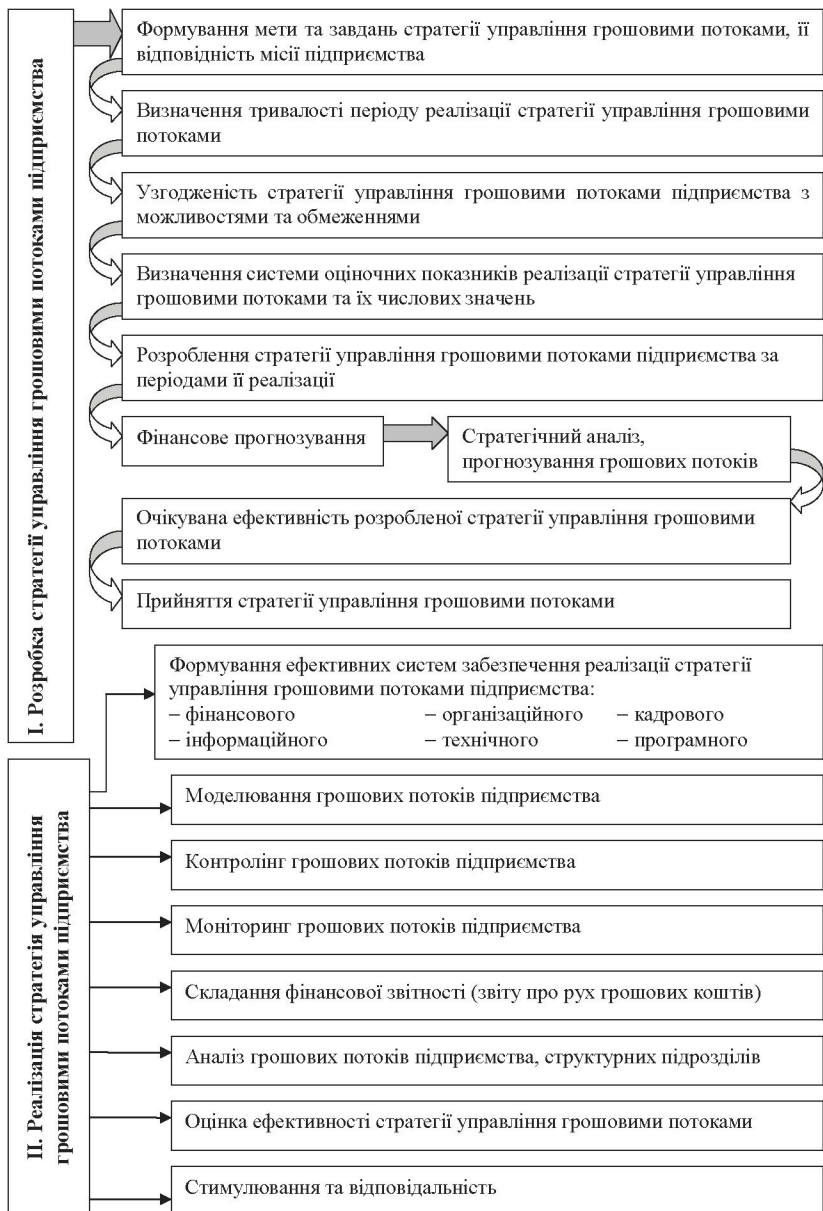 І. Розробка стратегії управління грошовими потоками підприємства
Формування мети та завдань стратегії управління грошовими потоками, її
відповідність місії підприємства
Визначення тривалості періоду реалізації стратегії управління грошовими
потоками
Узгодженість стратегії управління грошовими потоками підприємства з
можливостями та обмеженнями
Визначення системи оціночних показників реалізації стратегії управління
грошовими потоками та їх числових значень
Розроблення стратегії управління грошовими потоками підприємства за
періодами її реалізації
Фінансове прогнозування
Стратегічний аналіз,
прогнозування грошових потоків
Очікувана ефективність розробленої стратегії управління грошовими
потоками
Прийняття стратегії управління грошовими потоками
ІІ. Реалізація стратегія управління
грошовими потоками підприємства
Формування ефективних систем забезпечення реалізації стратегії
управління грошовими потоками підприємства:
– фінансового – організаційного – кадрового
– інформаційного – технічного – програмного
Моделювання грошових потоків підприємства
Контролінг грошових потоків підприємства
Моніторинг грошових потоків підприємства
Складання фінансової звітності (звіту про рух грошових коштів)
Аналіз грошових потоків підприємства, структурних підрозділів
Оцінка ефективності стратегії управління грошовими потоками
Стимулювання та відповідальність